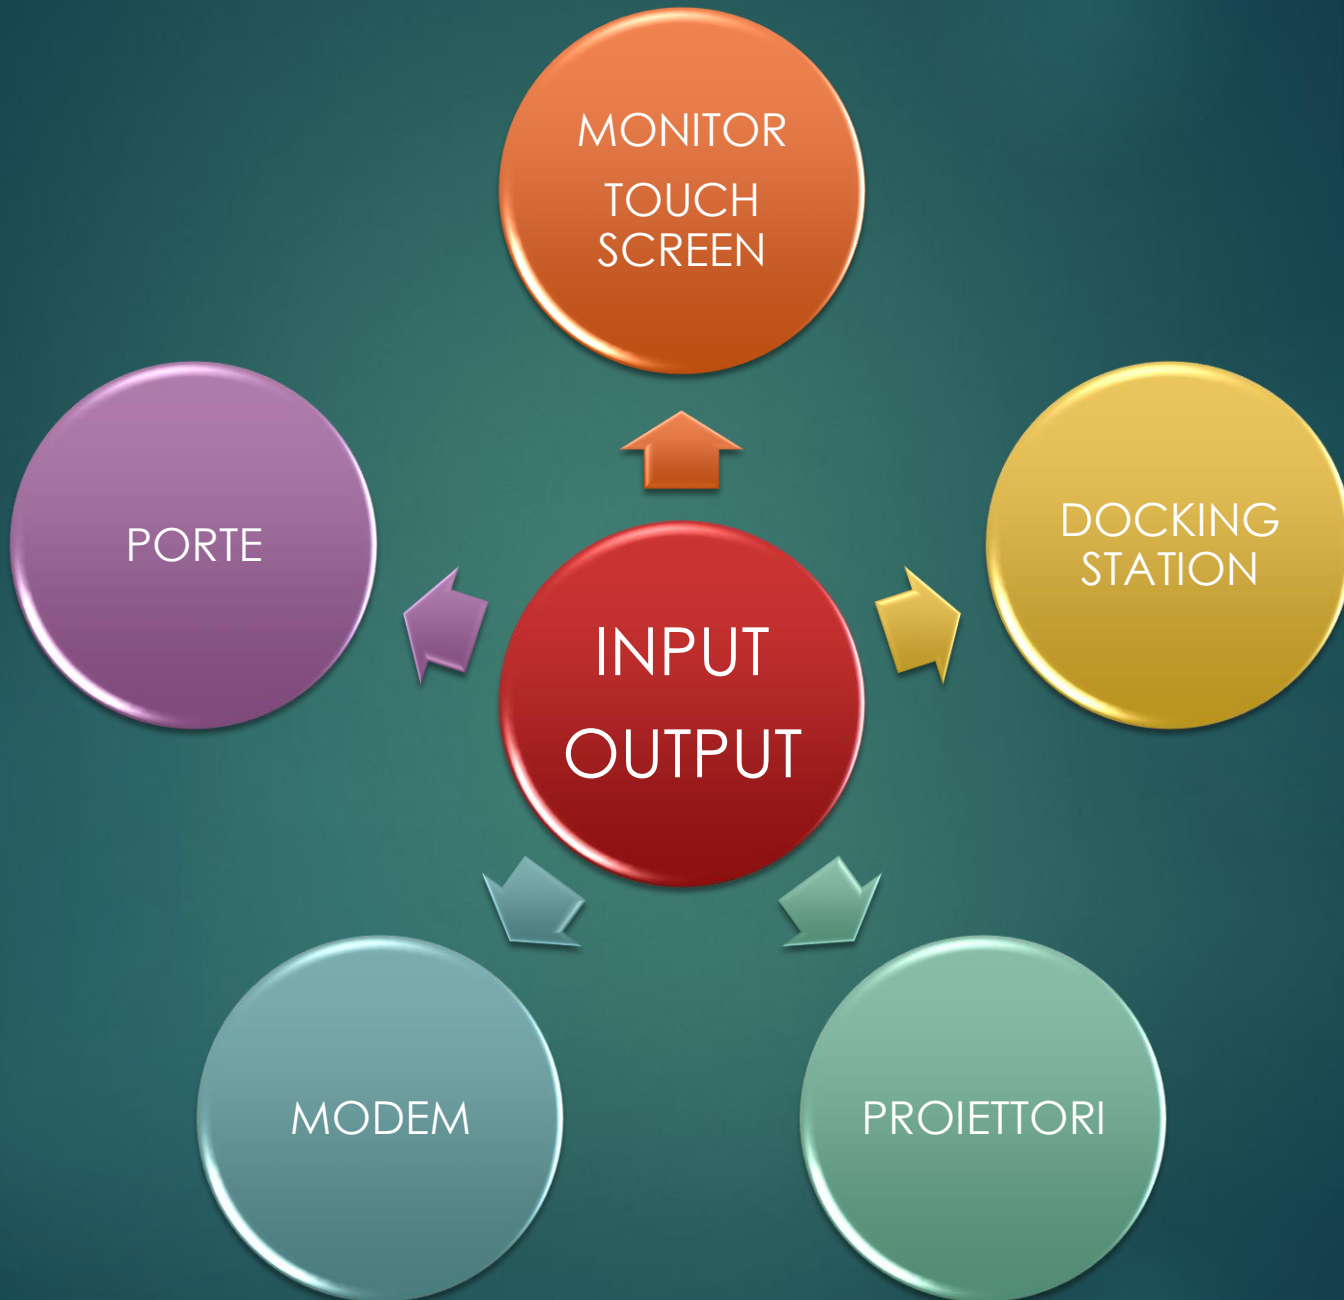 MONITOR
TOUCH
SCREEN
PORTE
DOCKING
STATION
INPUT
OUTPUT
MODEM
PROIETTORI